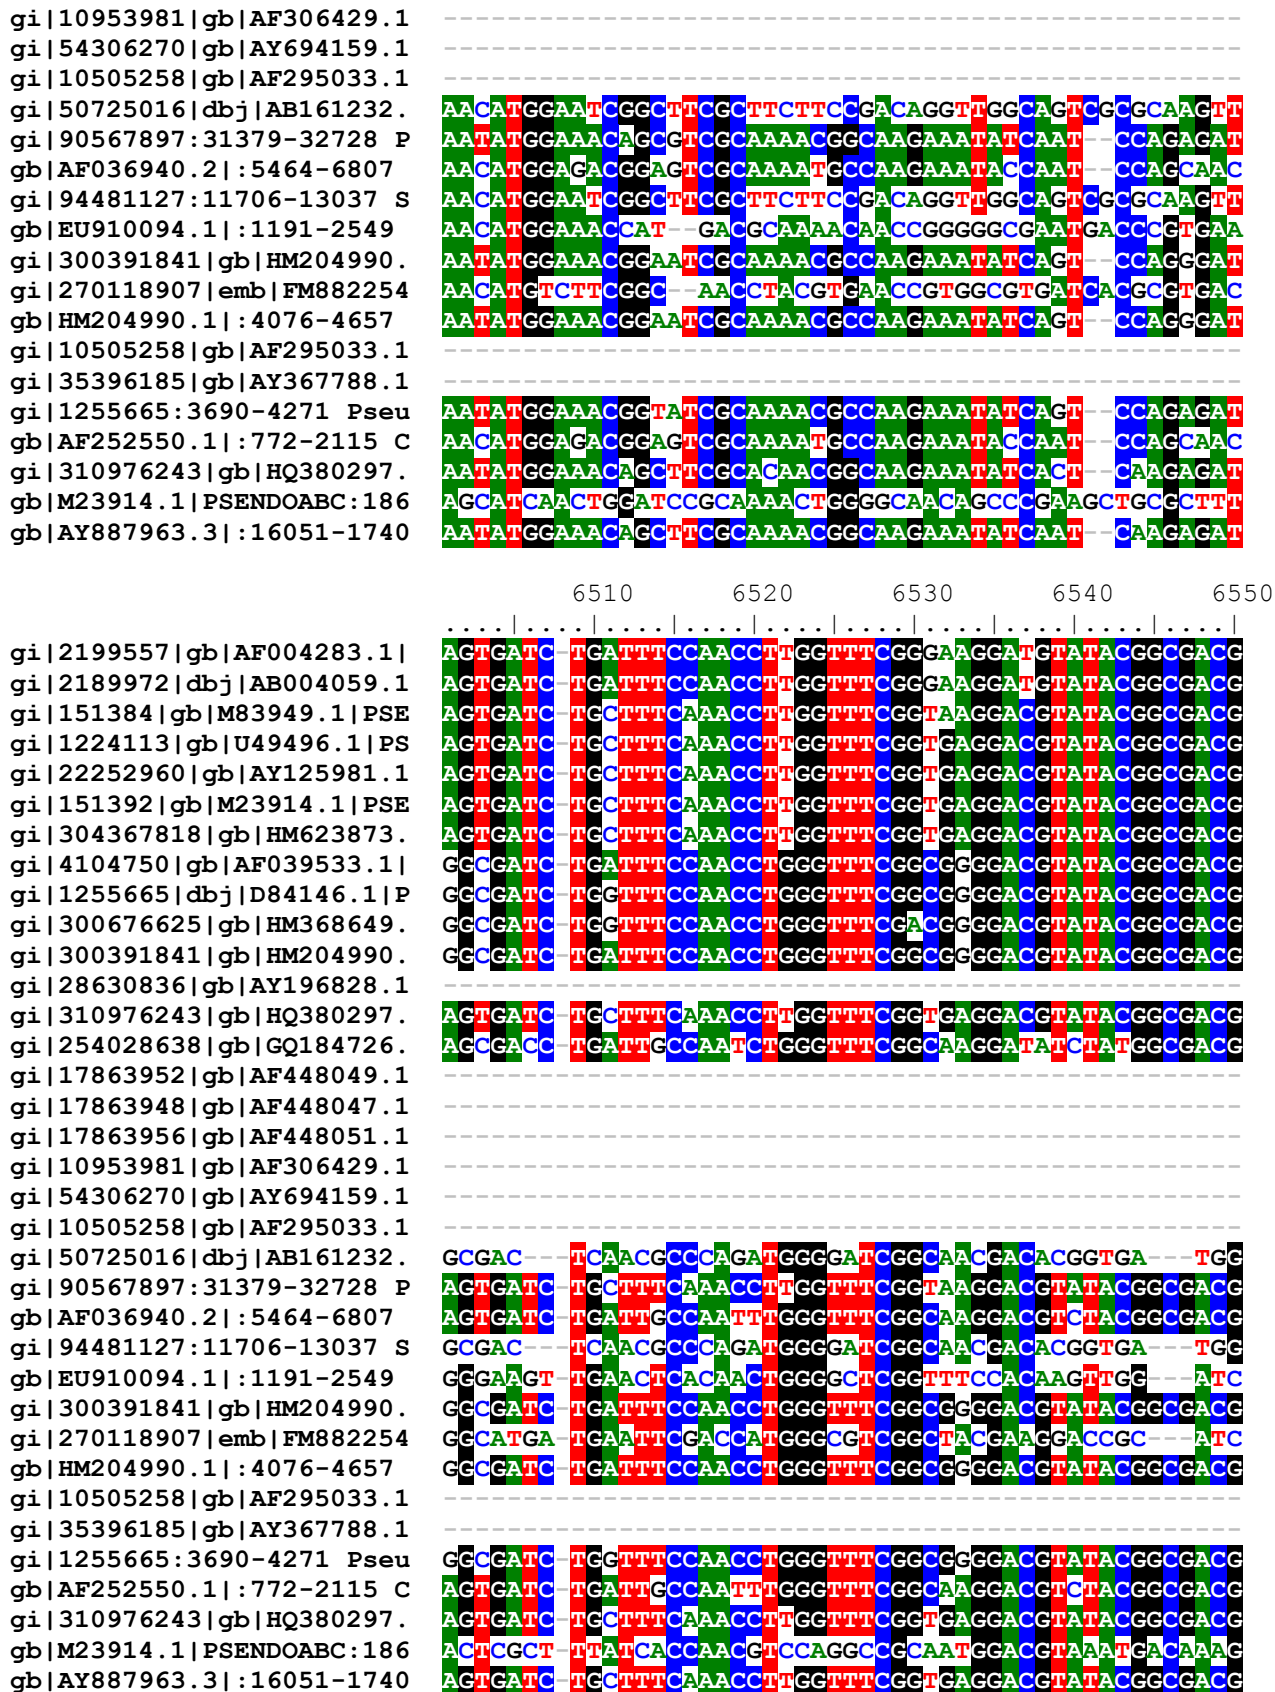 gi|10953981|gb|AF306429.1 --------------------------------------------------
gi|54306270|gb|AY694159.1 --------------------------------------------------
gi|10505258|gb|AF295033.1 --------------------------------------------------
gi|50725016|dbj|AB161232. AACATGGAATCGGCTTCGCTTCTTCCGACAGGTTGGCAGTCGCGCAAGTT
gi|90567897:31379-32728 P AATATGGAAACAGCGTCGCAAAACGGCAAGAAATATCAAT--CCAGAGAT
gb|AF036940.2|:5464-6807 AACATGGAGACGGAGTCGCAAAATGCCAAGAAATACCAAT--CCAGCAAC
gi|94481127:11706-13037 S AACATGGAATCGGCTTCGCTTCTTCCGACAGGTTGGCAGTCGCGCAAGTT
gb|EU910094.1|:1191-2549 AACATGGAAACCAT--GACGCAAAACAACCGGGGGCGAATGACCCGTGAA
gi|300391841|gb|HM204990. AATATGGAAACGGAATCGCAAAACGCCAAGAAATATCAGT--CCAGGGAT
gi|270118907|emb|FM882254 AACATGTCTTCGGC--AACCTACGTGAACCGTGGCGTGATCACGCGTGAC
gb|HM204990.1|:4076-4657 AATATGGAAACGGAATCGCAAAACGCCAAGAAATATCAGT--CCAGGGAT
gi|10505258|gb|AF295033.1 --------------------------------------------------
gi|35396185|gb|AY367788.1 --------------------------------------------------
gi|1255665:3690-4271 Pseu AATATGGAAACGGTATCGCAAAACGCCAAGAAATATCAGT--CCAGAGAT
gb|AF252550.1|:772-2115 C AACATGGAGACGGAGTCGCAAAATGCCAAGAAATACCAAT--CCAGCAAC
gi|310976243|gb|HQ380297. AATATGGAAACAGCTTCGCACAACGGCAAGAAATATCACT--CAAGAGAT
gb|M23914.1|PSENDOABC:186 AGCATCAACTGGATCCGCAAAACTGGGGCAACAGCCCGAAGCTGCGCTTT
gb|AY887963.3|:16051-1740 AATATGGAAACAGCTTCGCAAAACGGCAAGAAATATCAAT--CAAGAGAT
6510 6520 6530 6540 6550
....|....|....|....|....|....|....|....|....|....|
gi|2199557|gb|AF004283.1| AGTGATC-TGATTTCCAACCTTGGTTTCGGGAAGGATGTATACGGCGACG
gi|2189972|dbj|AB004059.1 AGTGATC-TGATTTCCAACCTTGGTTTCGGGAAGGATGTATACGGCGACG
gi|151384|gb|M83949.1|PSE AGTGATC-TGCTTTCAAACCTTGGTTTCGGTAAGGACGTATACGGCGACG
gi|1224113|gb|U49496.1|PS AGTGATC-TGCTTTCAAACCTTGGTTTCGGTGAGGACGTATACGGCGACG
gi|22252960|gb|AY125981.1 AGTGATC-TGCTTTCAAACCTTGGTTTCGGTGAGGACGTATACGGCGACG
gi|151392|gb|M23914.1|PSE AGTGATC-TGCTTTCAAACCTTGGTTTCGGTGAGGACGTATACGGCGACG
gi|304367818|gb|HM623873. AGTGATC-TGCTTTCAAACCTTGGTTTCGGTGAGGACGTATACGGCGACG
gi|4104750|gb|AF039533.1| GGCGATC-TGATTTCCAACCTGGGTTTCGGCGGGGACGTATACGGCGACG
gi|1255665|dbj|D84146.1|P GGCGATC-TGGTTTCCAACCTGGGTTTCGGCGGGGACGTATACGGCGACG
gi|300676625|gb|HM368649. GGCGATC-TGGTTTCCAACCTGGGTTTCGACGGGGACGTATACGGCGACG
gi|300391841|gb|HM204990. GGCGATC-TGATTTCCAACCTGGGTTTCGGCGGGGACGTATACGGCGACG
gi|28630836|gb|AY196828.1 --------------------------------------------------
gi|310976243|gb|HQ380297. AGTGATC-TGCTTTCAAACCTTGGTTTCGGTGAGGACGTATACGGCGACG
gi|254028638|gb|GQ184726. AGCGACC-TGATTGCCAATCTGGGTTTCGGCAAGGATATCTATGGCGACG
gi|17863952|gb|AF448049.1 --------------------------------------------------
gi|17863948|gb|AF448047.1 --------------------------------------------------
gi|17863956|gb|AF448051.1 --------------------------------------------------
gi|10953981|gb|AF306429.1 --------------------------------------------------
gi|54306270|gb|AY694159.1 --------------------------------------------------
gi|10505258|gb|AF295033.1 --------------------------------------------------
gi|50725016|dbj|AB161232. GCGAC---TCAACGCCCAGATGGGGATCGGCAACGACACGGTGA---TGG
gi|90567897:31379-32728 P AGTGATC-TGCTTTCAAACCTTGGTTTCGGTAAGGACGTATACGGCGACG
gb|AF036940.2|:5464-6807 AGTGATC-TGATTGCCAATTTGGGTTTCGGCAAGGACGTCTACGGCGACG
gi|94481127:11706-13037 S GCGAC---TCAACGCCCAGATGGGGATCGGCAACGACACGGTGA---TGG
gb|EU910094.1|:1191-2549 GGGAAGT-TGAACTCACAACTGGGGCTCGGTTTCCACAAGTTGG---ATC
gi|300391841|gb|HM204990. GGCGATC-TGATTTCCAACCTGGGTTTCGGCGGGGACGTATACGGCGACG
gi|270118907|emb|FM882254 GGCATGA-TGAATTCGACCATGGGCGTCGGCTACGAAGGACCGC---ATC
gb|HM204990.1|:4076-4657 GGCGATC-TGATTTCCAACCTGGGTTTCGGCGGGGACGTATACGGCGACG
gi|10505258|gb|AF295033.1 --------------------------------------------------
gi|35396185|gb|AY367788.1 --------------------------------------------------
gi|1255665:3690-4271 Pseu GGCGATC-TGGTTTCCAACCTGGGTTTCGGCGGGGACGTATACGGCGACG
gb|AF252550.1|:772-2115 C AGTGATC-TGATTGCCAATTTGGGTTTCGGCAAGGACGTCTACGGCGACG
gi|310976243|gb|HQ380297. AGTGATC-TGCTTTCAAACCTTGGTTTCGGTGAGGACGTATACGGCGACG
gb|M23914.1|PSENDOABC:186 ACTCGCT-TTATCACCAACGTCCAGGCCGCAATGGACGTAAATGACAAAG
gb|AY887963.3|:16051-1740 AGTGATC-TGCTTTCAAACCTTGGTTTCGGTGAGGACGTATACGGCGACG